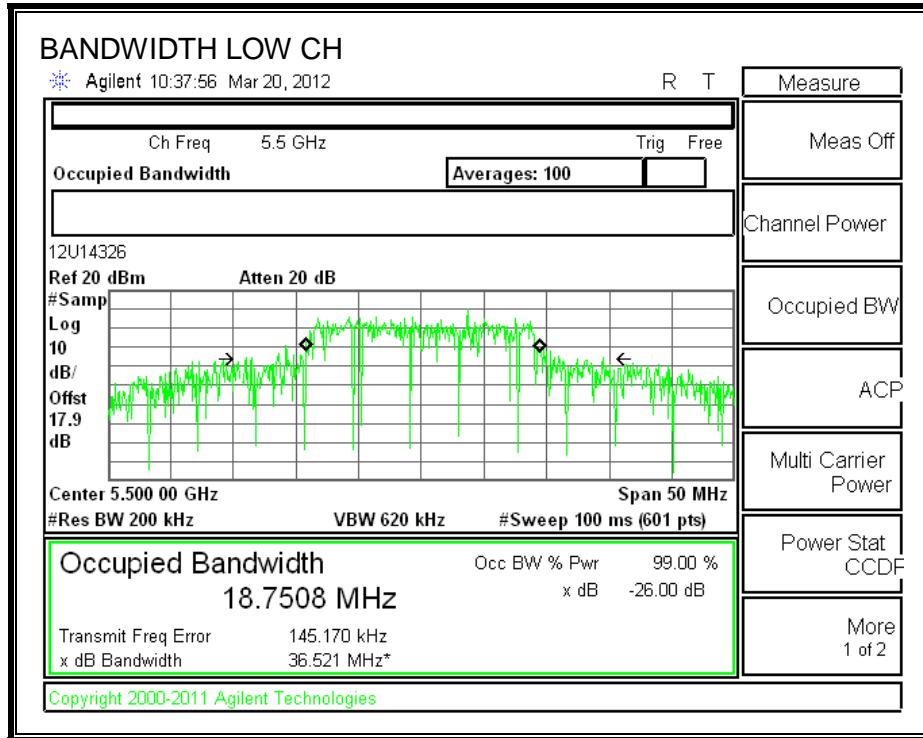 BANDWIDTH LOW CH
Agilent 10:37:56 Mar 20, 2012 R T
Measure
Ch Freq 5.5 GHz Trig Free
Occupied Bandwidth Averages: 100
12U14326
Ref 20 dBm Atten 20 dB
#Samp
Log
10
dB/
Offst
17.9
dB
Center 5.500 00 GHz Span 50 MHz
#Res BW 200 kHz VBW 620 kHz #Sweep 100 ms (601 pts)
Occupied Bandwidth
18.7508 MHz
Occ BW % Pwr 99.00 %
x dB -26.00 dB
Transmit Freq Error 145.170 kHz
x dB Bandwidth 36.521 MHz*
Copyright 2000-2011 Agilent Technologies
Meas Off
Channel Power
Occupied BW
ACP
Multi Carrier
Power
Power Stat
CCDF
More
1 of 2